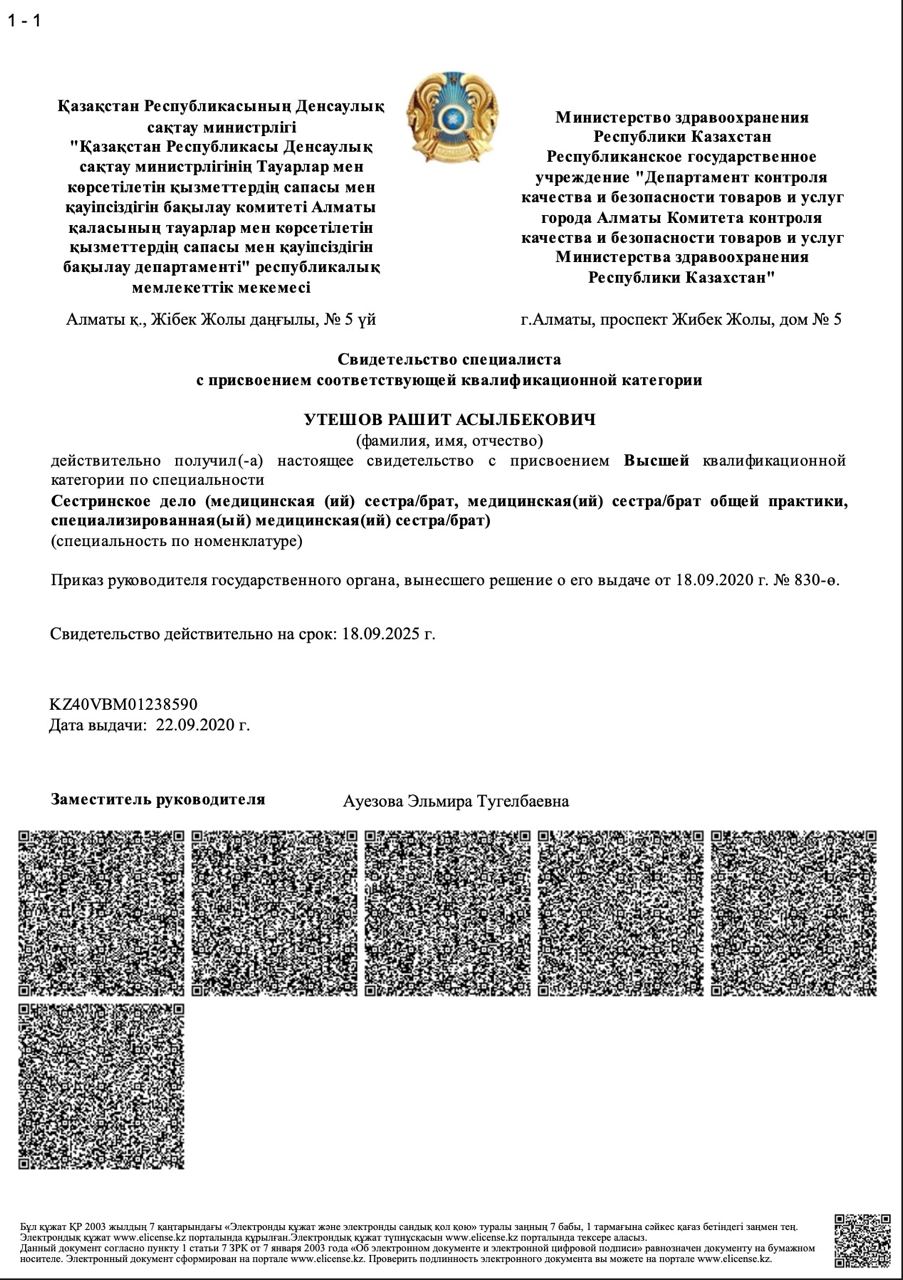 1 - 1
Қазақстан Республикасының Денсаулық
сақтау министрлігі
"Қазақстан Республикасы Денсаулық
сақтау министрлігінің Тауарлар мен
көрсетілетін қызметтердің сапасы мен
қауіпсіздігін бақылау комитеті Алматы
қаласының тауарлар мен көрсетілетін
қызметтердің сапасы мен қауіпсіздігін
бақылау департаменті" республикалық
мемлекеттік мекемесі
Алматы қ., Жібек Жолы даңғылы, № 5 үй
Министерство здравоохранения
Республики Казахстан
Республиканское государственное
учреждение "Департамент контроля
качества и безопасности товаров и услуг
города Алматы Комитета контроля
качества и безопасности товаров и услуг
Министерства здравоохранения
Республики Казахстан"
г.Алматы, проспект Жибек Жолы, дом № 5
Свидетельство специалиста
с присвоением соответствующей квалификационной категории
УТЕШОВ РАШИТ АСЫЛБЕКОВИЧ
(фамилия, имя, отчество)
действительно получил(-а) настоящее свидетельство с присвоением Высшей квалификационной
категории по специальности
Сестринское дело (медицинская (ий) сестра/брат, медицинская(ий) сестра/брат общей практики,
специализированная(ый) медицинская(ий) сестра/брат)
(специальность по номенклатуре)
Приказ руководителя государственного органа, вынесшего решение о его выдаче от 18.09.2020 г. № 830-ө.
Свидетельство действительно на срок: 18.09.2025 г.
KZ40VBM01238590
Дата выдачи: 22.09.2020 г.
Заместитель руководителя Ауезова Эльмира Тугелбаевна
Бұл құжат ҚР 2003 жылдың 7 қаңтарындағы «Электронды құжат және электронды сандық қол қою» туралы заңның 7 бабы, 1 тармағына сәйкес қағаз бетіндегі заңмен тең.
Электрондық құжат www.elicense.kz порталында құрылған.Электрондық құжат түпнұсқасын www.elicense.kz порталында тексере аласыз.
Данный документ согласно пункту 1 статьи 7 ЗРК от 7 января 2003 года «Об электронном документе и электронной цифровой подписи» равнозначен документу на бумажном
носителе. Электронный документ сформирован на портале www.elicense.kz. Проверить подлинность электронного документа вы можете на портале www.elicense.kz.